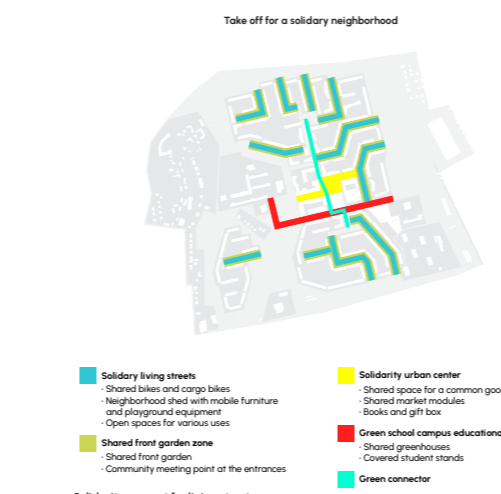 Take off for a solidary neighborhood
Solidary living streets
· Shared bikes and cargo bikes
· Neighborhood shed with mobile furniture
and playground equipment
· Open spaces for various uses
Shared front garden zone
· Shared front garden
· Community meeting point at the entrances
Solidarity urban center
· Shared space for a common goo
· Shared market modules
· Books and gift box
Green school campus educationa
· Shared greenhouses
· Covered student stands
Green connector